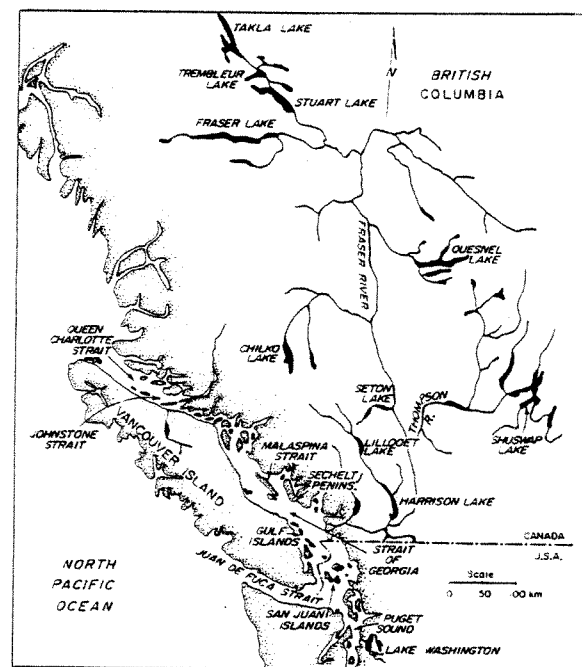 TAKLA LAKE
TREMBLEUR
LAKE
STUART LAKE
FRASER LAKE
N
BRITISH
COLUMBIA
FRASER RIVER
QUESNEL
LAKE
QUEEN
CHARLOTTE
STRAIT
CHILKO
LAKE
SETON
LAKE
THOMPSON
R.
SHUSWAP
LAKE
LILLOOET
LAKE
JOHNSTONE
STRAIT
VANCOUVER ISLAND
MALASPINA
STRAIT
SECHELT
PENINS.
HARRISON LAKE
GULF
ISLANDS
STRAIT
OF
GEORGIA
CANADA
U.S.A.
NORTH
PACIFIC
OCEAN
JUAN DE FUCA STRAIT
SAN JUAN
ISLANDS
PUGET
SOUND
LAKE WASHINGTON
Scale
0 50 100 km